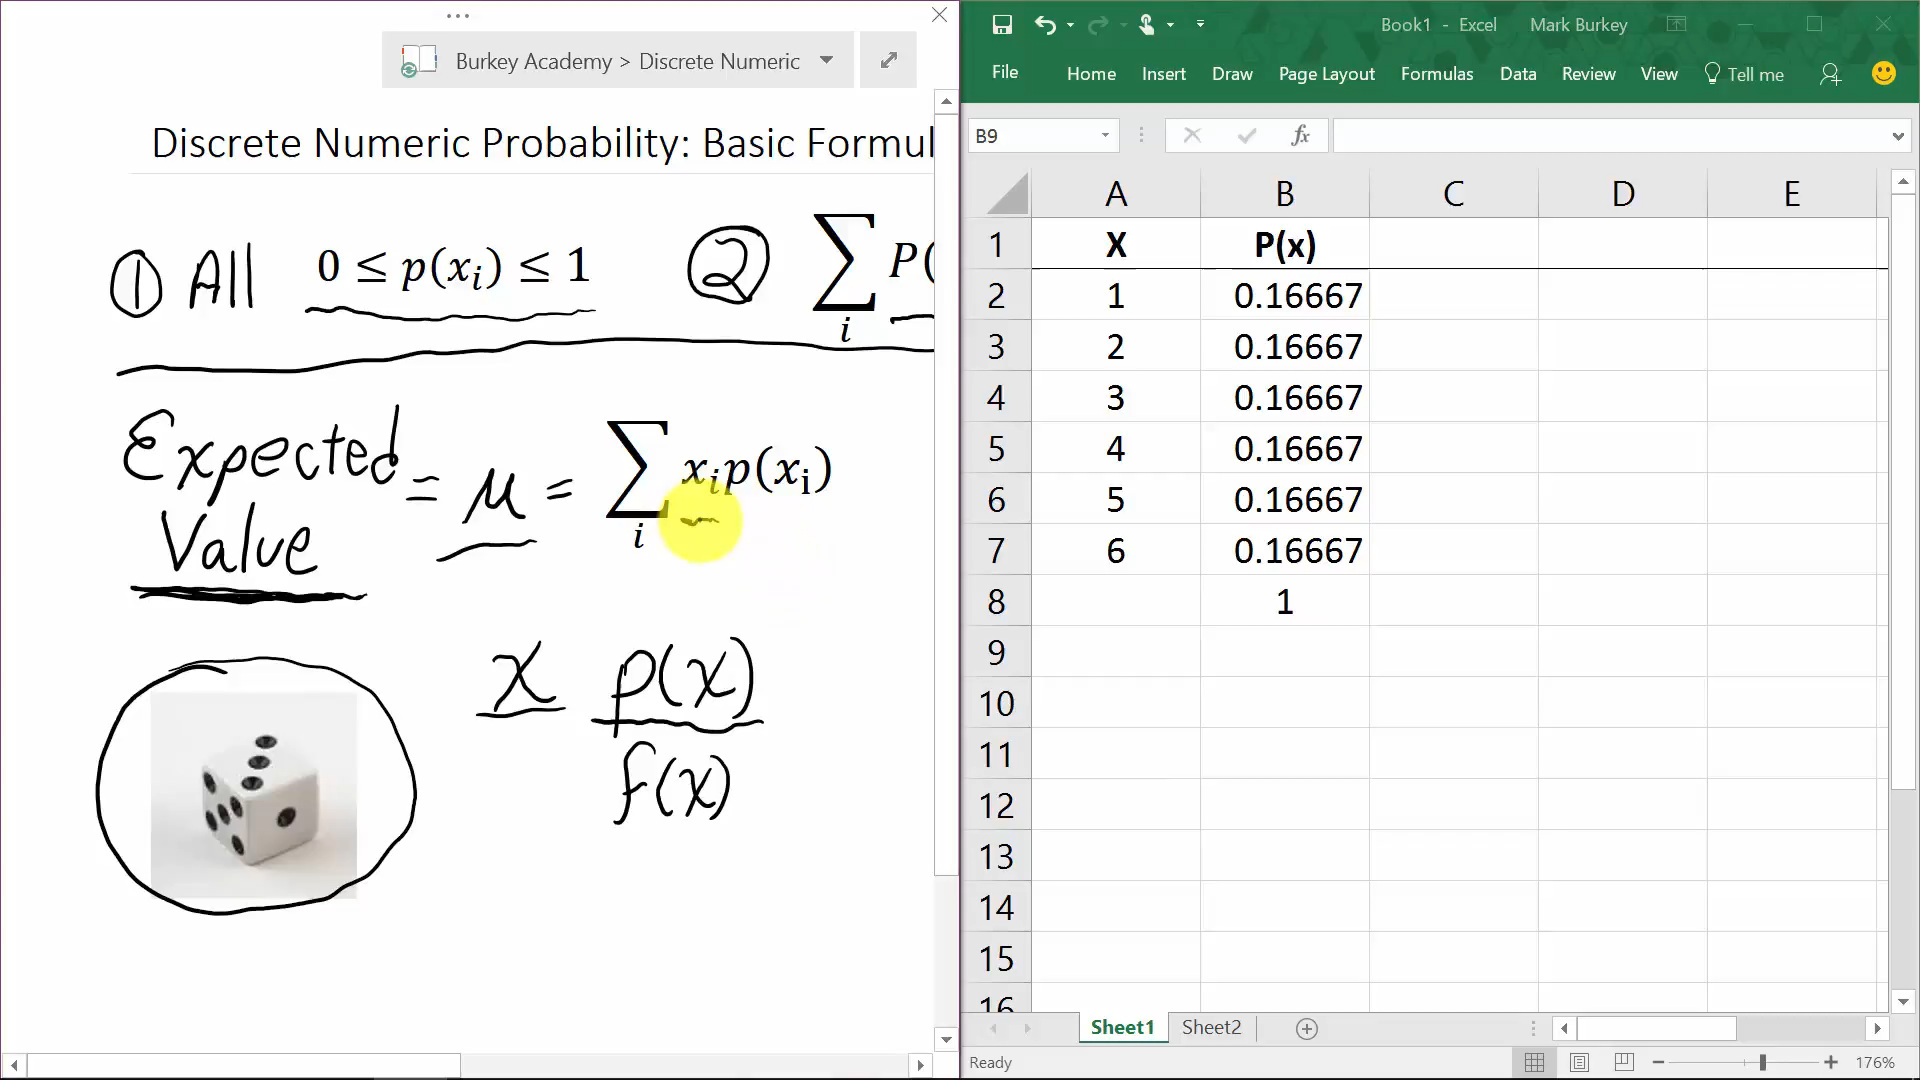 Burkey Academy > Discrete Numeric
Discrete Numeric Probability: Basic Formul
① All 0 ≤ p(xᵢ) ≤ 1 ② ∑ P(
i
Expected Value = μ = ∑ xᵢp(xᵢ)
i
x p(x)
f(x)
Book1 - Excel Mark Burkey
File Home Insert Draw Page Layout Formulas Data Review View Tell me
B9 fx
A B C D E
1 X P(x)
2 1 0.16667
3 2 0.16667
4 3 0.16667
5 4 0.16667
6 5 0.16667
7 6 0.16667
8 1
9
10
11
12
13
14
15
16
Sheet1 Sheet2
Ready 176%